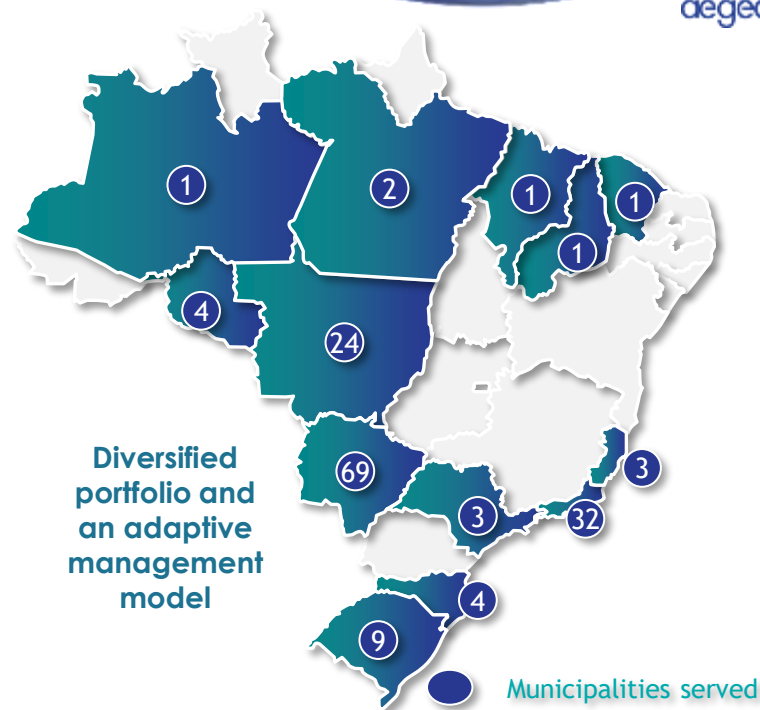 aegea
1
2
1
1
1
4
24
69
3
3
32
4
9
Diversified
portfolio and
an adaptive
management
model
Municipalities served